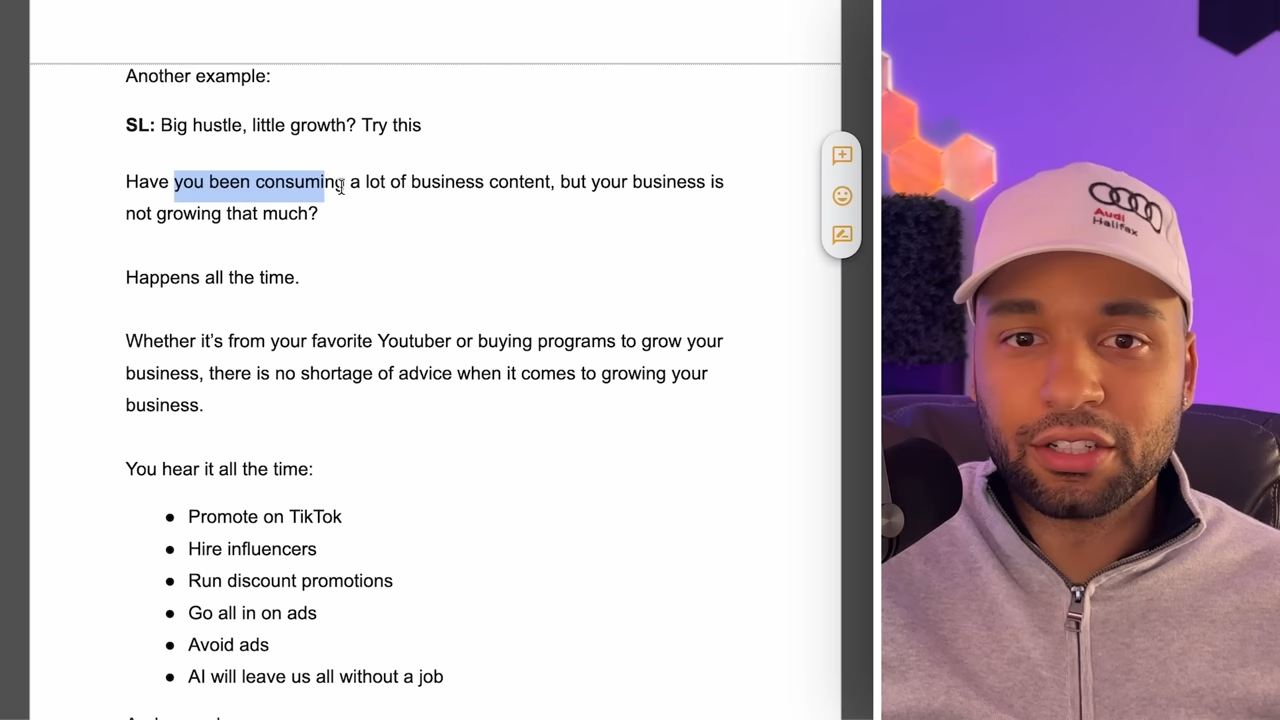 Another example:
SL: Big hustle, little growth? Try this
Have you been consuming a lot of business content, but your business is
not growing that much?
Happens all the time.
Whether it's from your favorite Youtuber or buying programs to grow your
business, there is no shortage of advice when it comes to growing your
business.
You hear it all the time:
● Promote on TikTok
● Hire influencers
● Run discount promotions
● Go all in on ads
● Avoid ads
● AI will leave us all without a job
Audi
Halifax